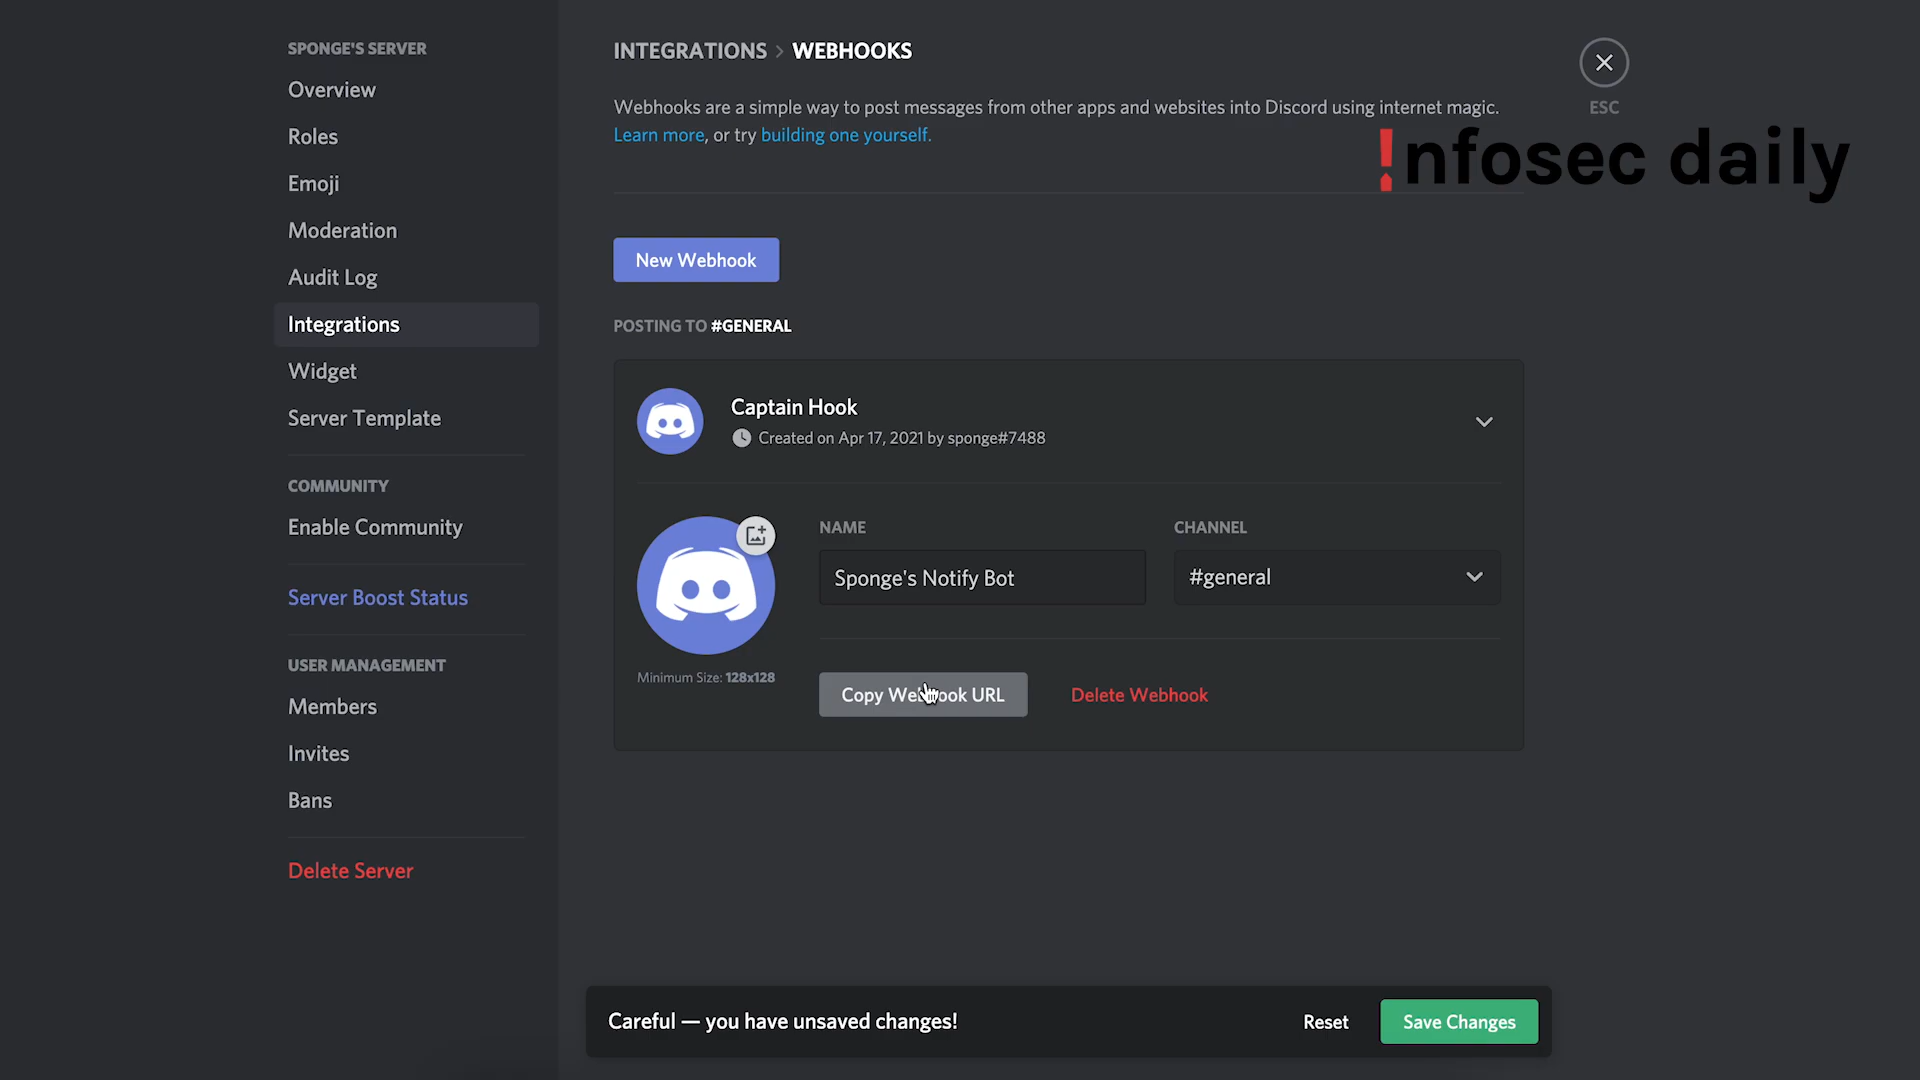 SPONGE'S SERVER
Overview
Roles
Emoji
Moderation
Audit Log
Integrations
Widget
Server Template
COMMUNITY
Enable Community
Server Boost Status
USER MANAGEMENT
Members
Invites
Bans
Delete Server
INTEGRATIONS > WEBHOOKS
Webhooks are a simple way to post messages from other apps and websites into Discord using internet magic.
Learn more, or try building one yourself.
ESC
!nfosec daily
New Webhook
POSTING TO #GENERAL
Captain Hook
Created on Apr 17, 2021 by sponge#7488
Minimum Size: 128x128
NAME
Sponge's Notify Bot
CHANNEL
#general
Copy Webhook URL
Delete Webhook
Careful — you have unsaved changes!
Reset
Save Changes